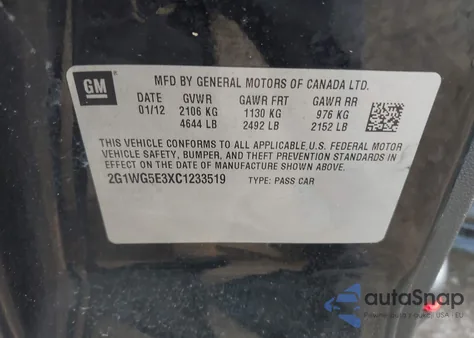 GM
MFD BY GENERAL MOTORS OF CANADA LTD.
DATE GVWR GAWR FRT GAWR RR
01/12 2106 KG 1130 KG 976 KG
4644 LB 2492 LB 2152 LB
THIS VEHICLE CONFORMS TO ALL APPLICABLE U.S. FEDERAL MOTOR
VEHICLE SAFETY, BUMPER, AND THEFT PREVENTION STANDARDS IN
EFFECT ON THE DATE OF MANUFACTURE SHOWN ABOVE.
2G1WG5E3XC1233519 TYPE: PASS CAR
autoSnap
USA | EU